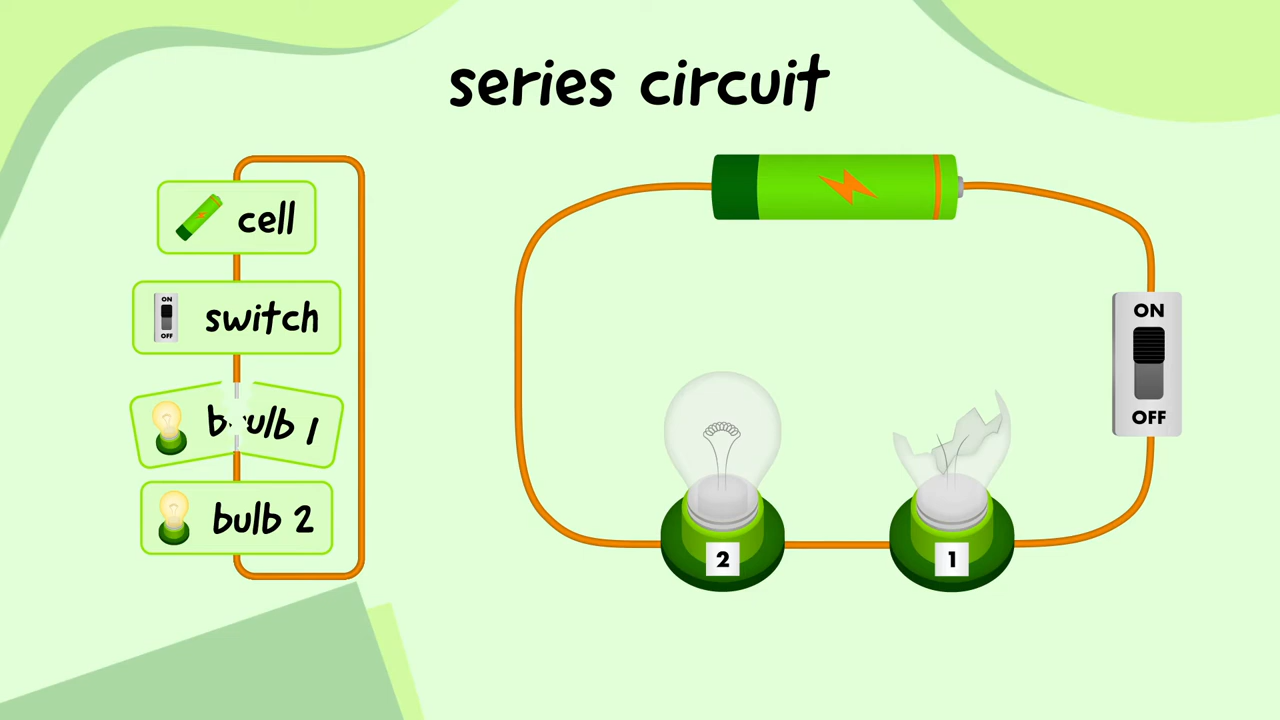 series circuit
cell
ON
OFF
switch
bulb 1
bulb 2
ON
OFF
2
1